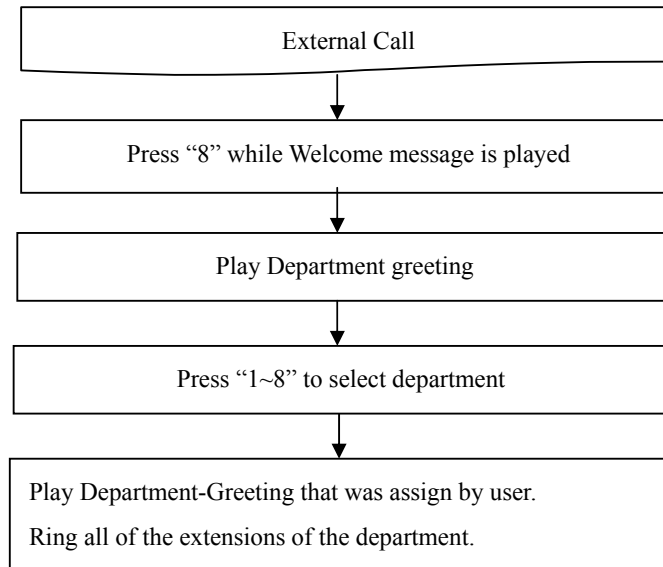 External Call
Press “8” while Welcome message is played
Play Department greeting
Press “1~8” to select department
Play Department-Greeting that was assign by user.
Ring all of the extensions of the department.